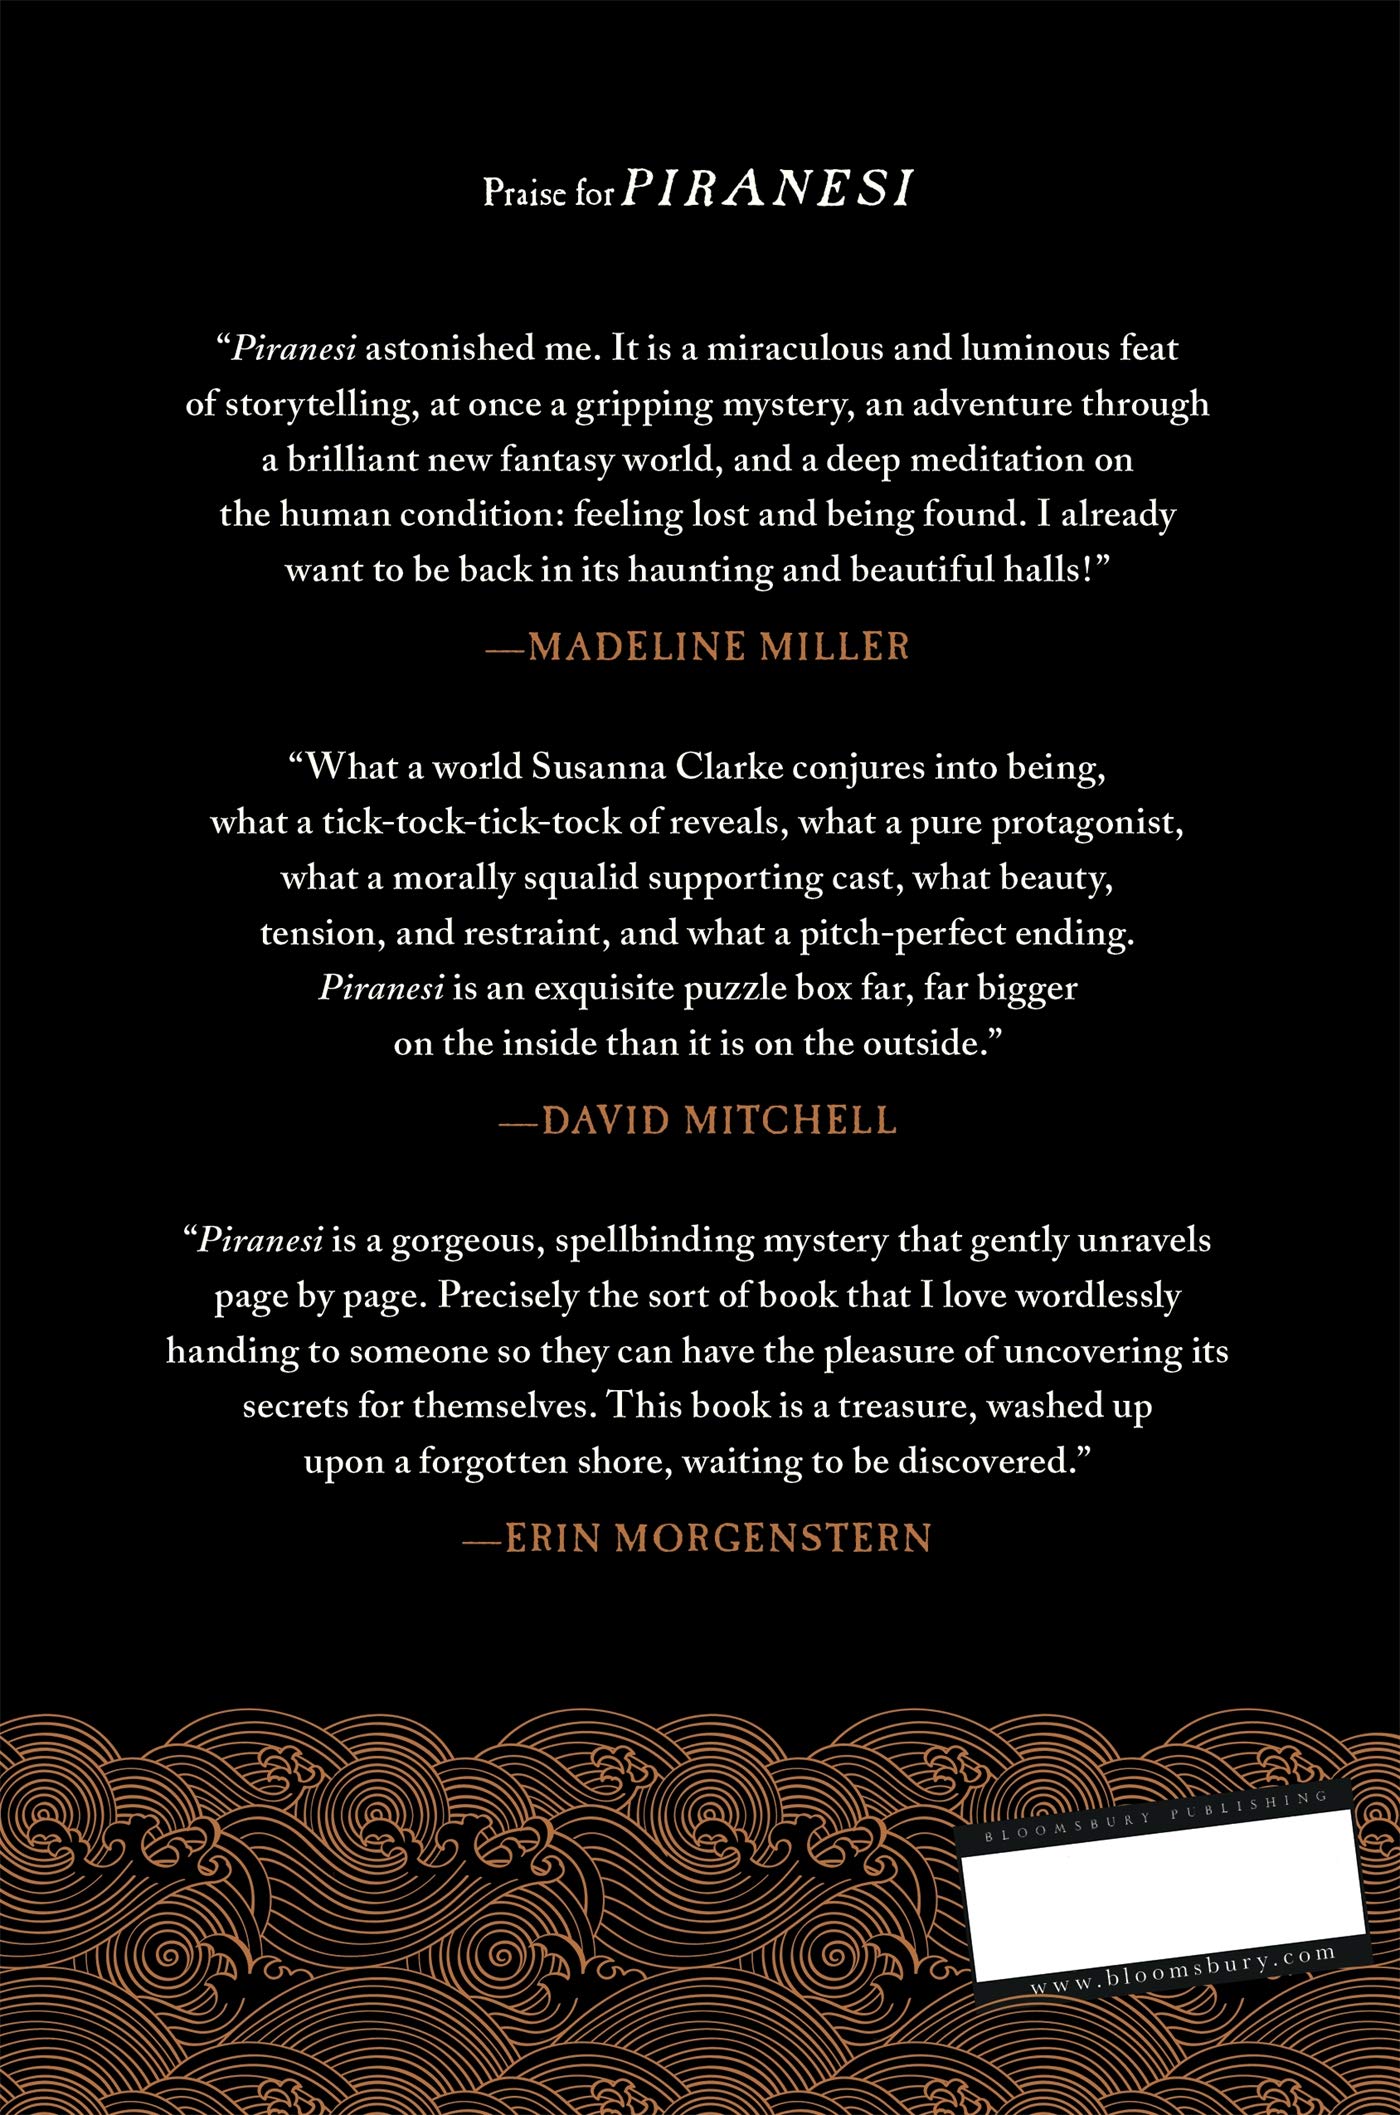 Praise for PIRANESI
“Piranesi astonished me. It is a miraculous and luminous feat
of storytelling, at once a gripping mystery, an adventure through
a brilliant new fantasy world, and a deep meditation on
the human condition: feeling lost and being found. I already
want to be back in its haunting and beautiful halls!”
—MADELINE MILLER
“What a world Susanna Clarke conjures into being,
what a tick-tock-tick-tock of reveals, what a pure protagonist,
what a morally squalid supporting cast, what beauty,
tension, and restraint, and what a pitch-perfect ending.
Piranesi is an exquisite puzzle box far, far bigger
on the inside than it is on the outside.”
—DAVID MITCHELL
“Piranesi is a gorgeous, spellbinding mystery that gently unravels
page by page. Precisely the sort of book that I love wordlessly
handing to someone so they can have the pleasure of uncovering its
secrets for themselves. This book is a treasure, washed up
upon a forgotten shore, waiting to be discovered.”
—ERIN MORGENSTERN
BLOOMSBURY PUBLISHING
www.bloomsbury.com